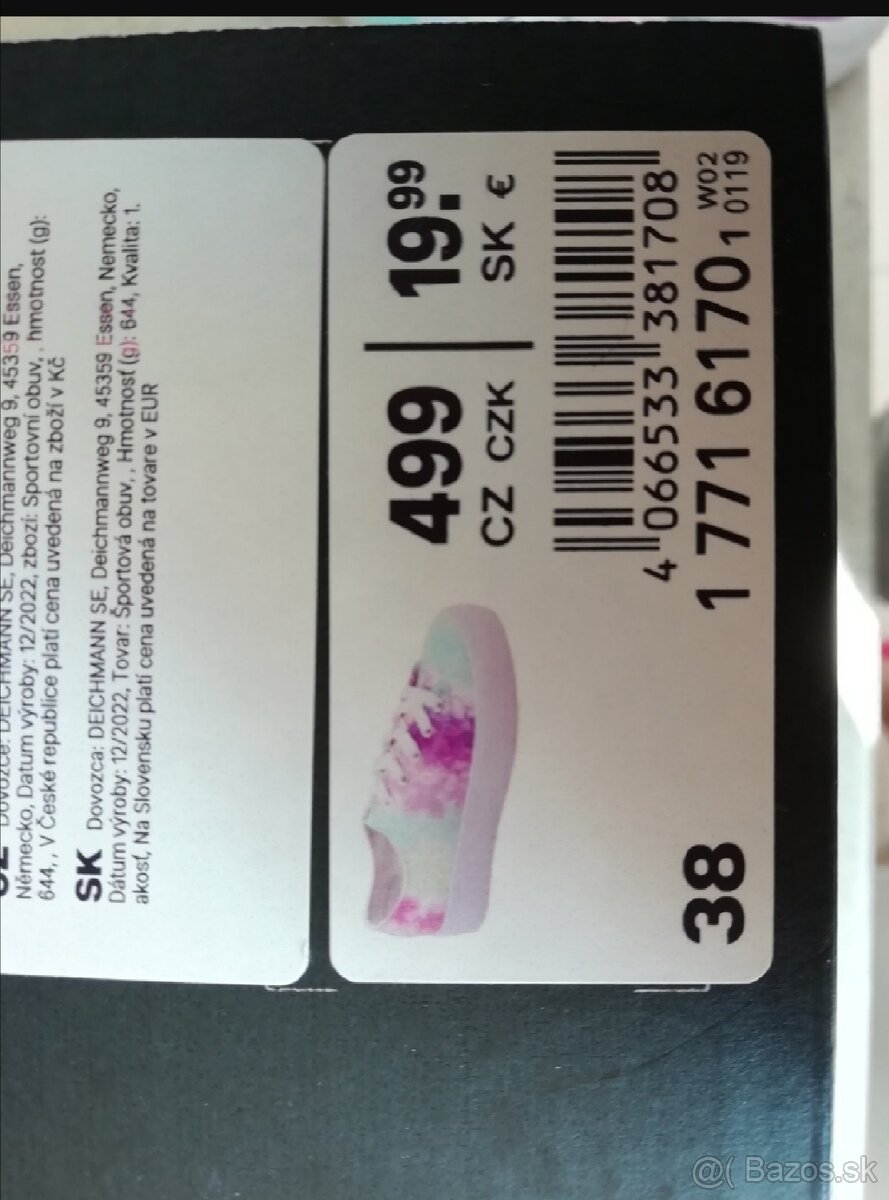 Dovozce: DEICHMANN SE, Deichmannweg 9, 45359 Essen,
Německo, Datum výroby: 12/2022, zboží: Sportovní obuv, , hmotnost (g):
644, , V České republice platí cena uvedená na zboží v Kč
SK Dovozca: DEICHMANN SE, Deichmannweg 9, 45359 Essen, Nemecko,
Dátum výroby: 12/2022, Tovar: Športová obuv, , Hmotnosť (g): 644, Kvalita: 1.
akosť, Na Slovensku platí cena uvedená na tovare v EUR
499 | 19.99
CZ CZK SK €
4 066533 381708
W02
1 771 6170 1 0119
38
@( Bazos.sk